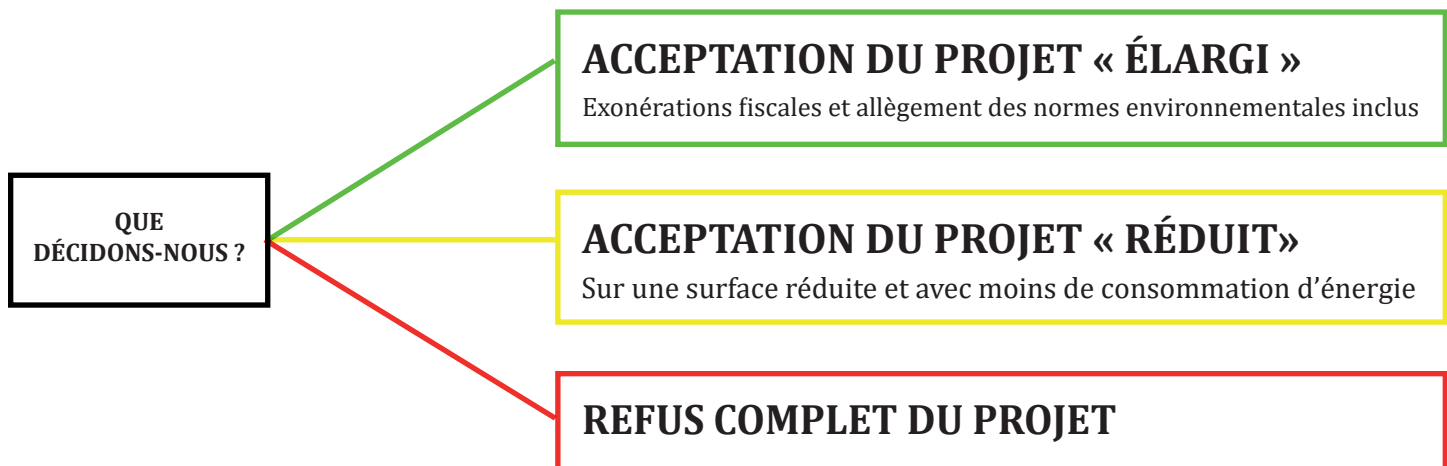 QUE
DÉCIDONS-NOUS ?
ACCEPTATION DU PROJET « ÉLARGI »
Exonérations fiscales et allègement des normes environnementales inclus
ACCEPTATION DU PROJET « RÉDUIT»
Sur une surface réduite et avec moins de consommation d’énergie
REFUS COMPLET DU PROJET